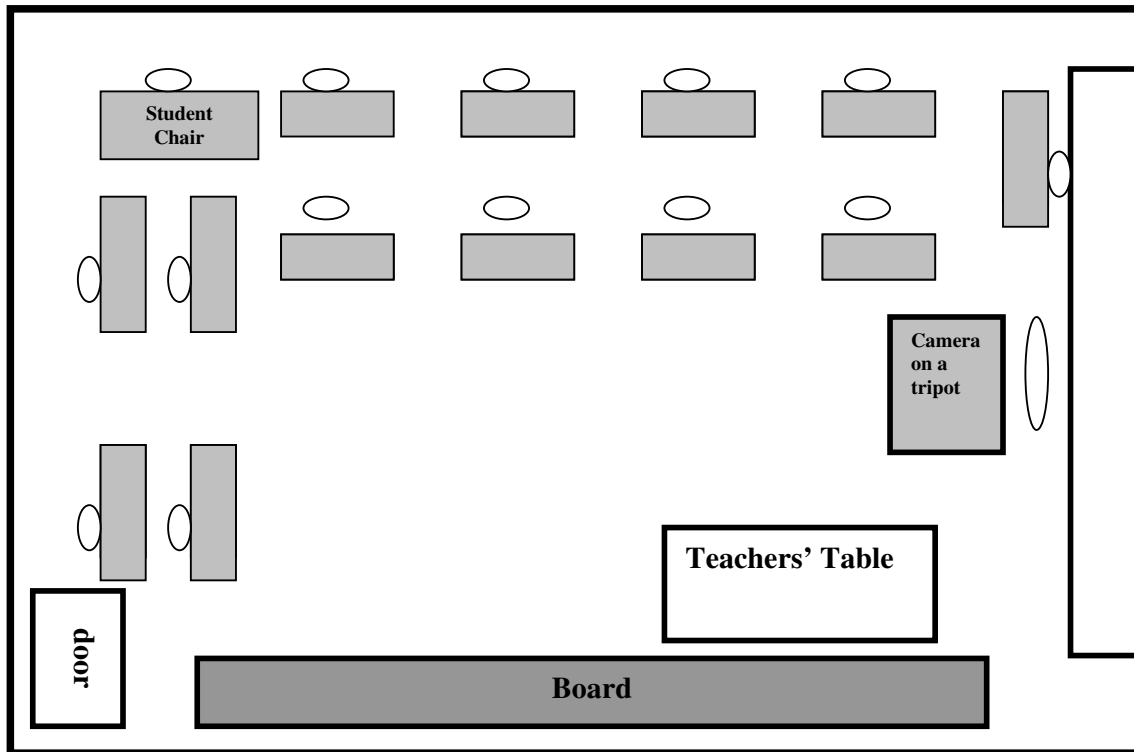 Student
Chair
Camera
on a
tripot
Teachers’ Table
door
Board